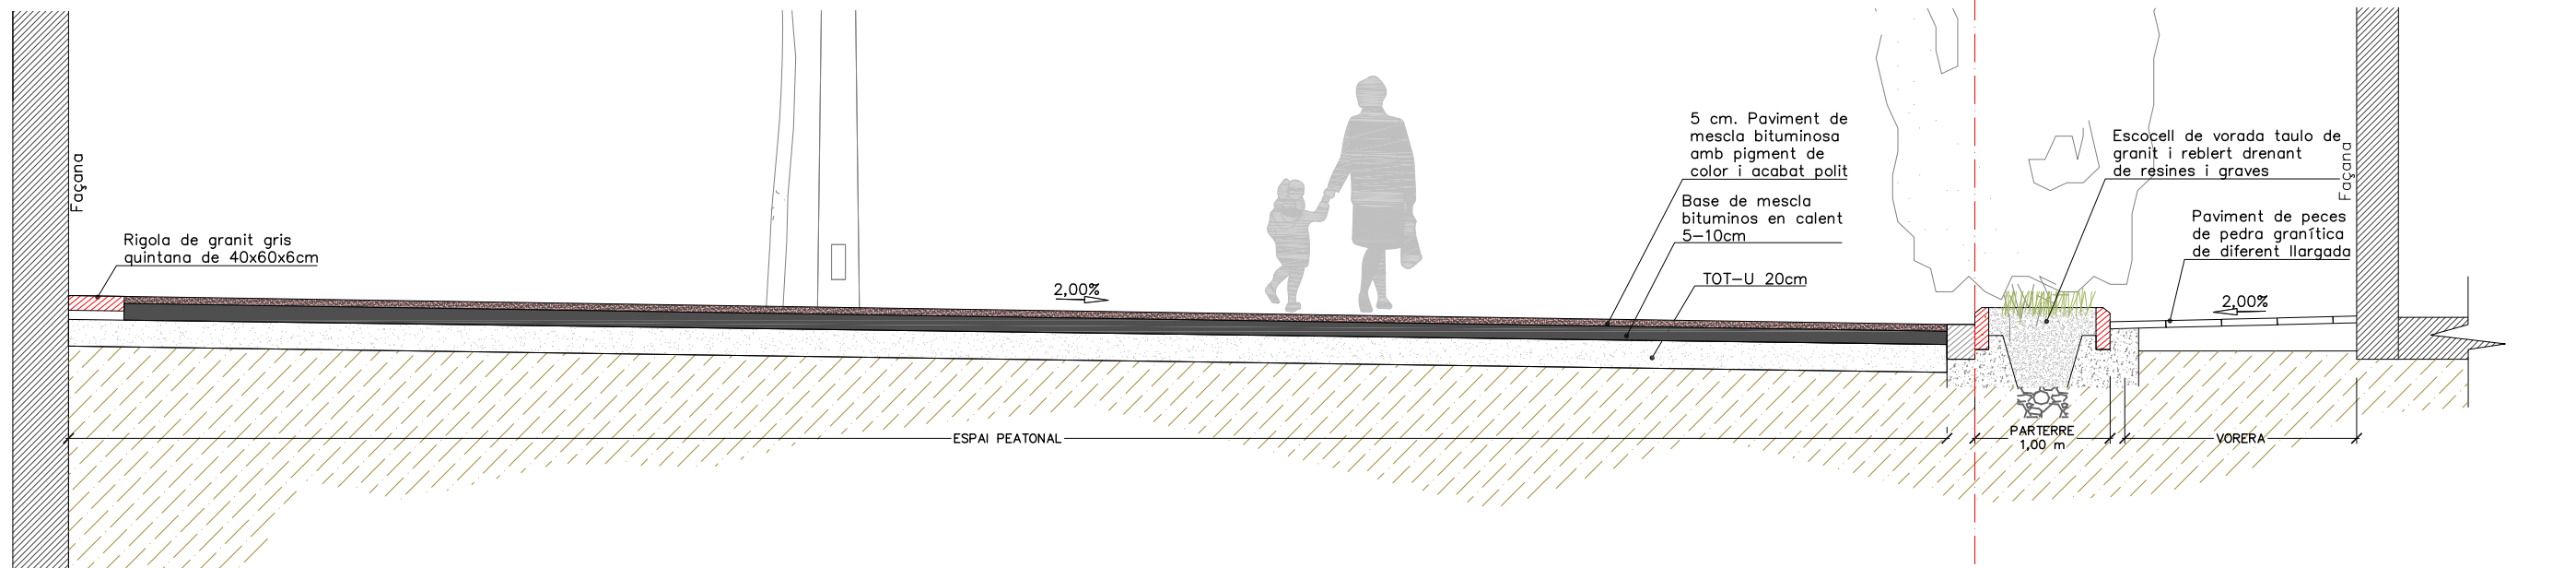 Façana
Rigola de granit gris
quintana de 40x60x6cm
2,00%
5 cm. Paviment de
mescla bituminosa
amb pigment de
color i acabat polit
Base de mescla
bituminos en calent
5-10cm
TOT-U 20cm
Escocell de vorada taulo de
granit i reblert drenant
de resines i graves
Façana
Paviment de peces
de pedra granítica
de diferent llargada
2,00%
ESPAI PEATONAL
PARTERRE
1,00 m
VORERA